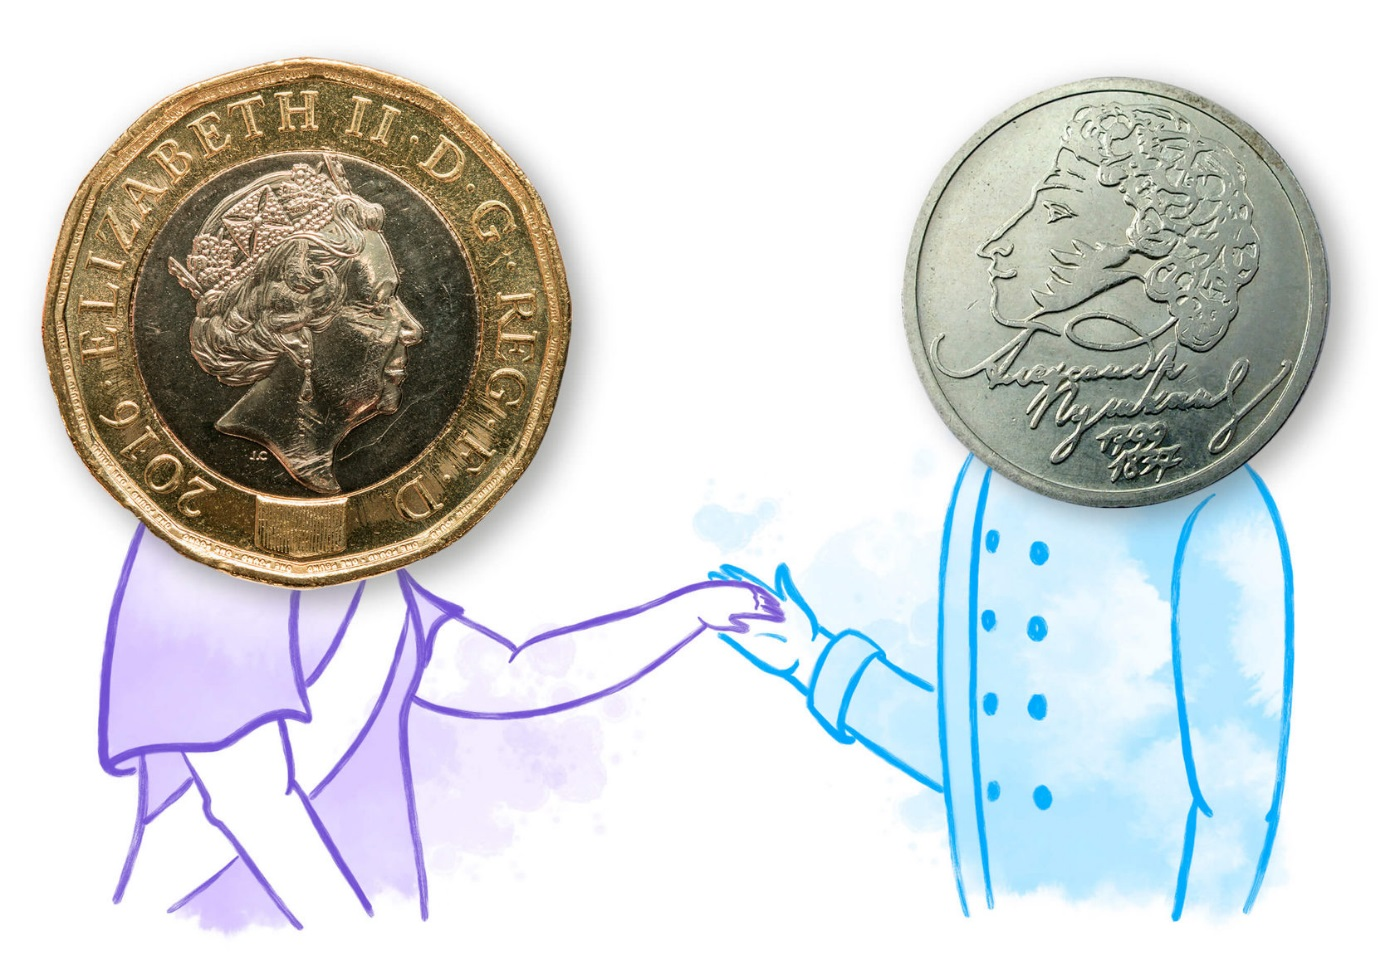 2016 · ELIZABETH II · D · G · REG · F · D
J.C
Александр
Пушкин
1799
1837